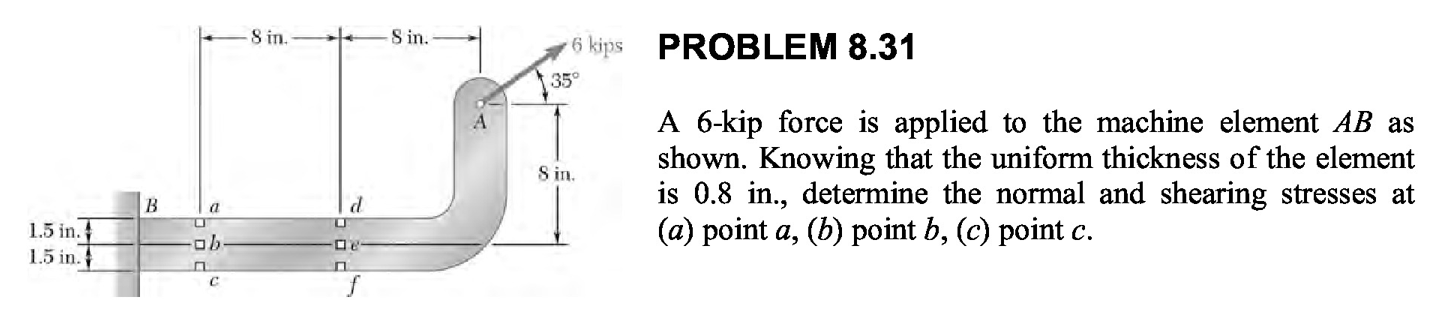 8 in.
8 in.
6 kips
35°
A
8 in.
B
a
d
1.5 in.
b
e
1.5 in.
c
f
PROBLEM 8.31
A 6-kip force is applied to the machine element AB as
shown. Knowing that the uniform thickness of the element
is 0.8 in., determine the normal and shearing stresses at
(a) point a, (b) point b, (c) point c.